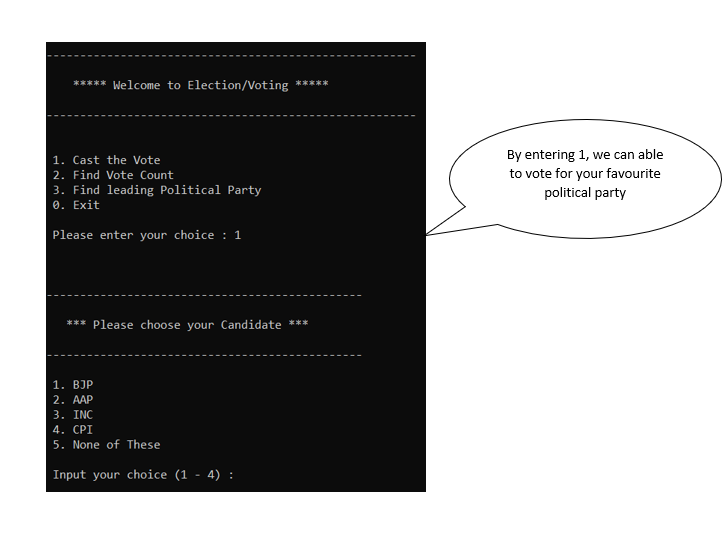 -------------------------------------------------------
***** Welcome to Election/Voting *****
-------------------------------------------------------
1. Cast the Vote
2. Find Vote Count
3. Find leading Political Party
0. Exit
Please enter your choice : 1
-----------------------------------------------
*** Please choose your Candidate ***
-----------------------------------------------
1. BJP
2. AAP
3. INC
4. CPI
5. None of These
Input your choice (1 - 4) :
By entering 1, we can able
to vote for your favourite
political party